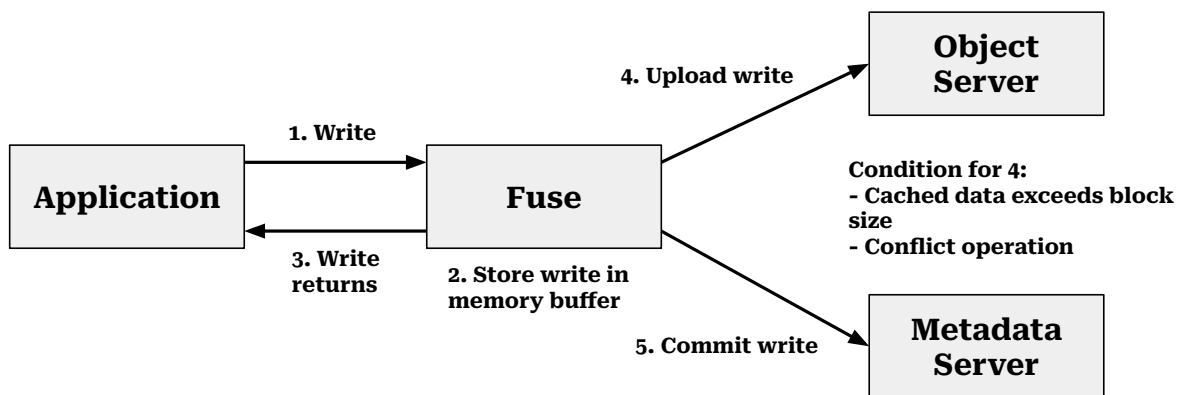 Object
Server
4. Upload write
1. Write
Application
Fuse
Condition for 4:
- Cached data exceeds block
size
- Conflict operation
3. Write
returns
2. Store write in
memory buffer
5. Commit write
Metadata
Server